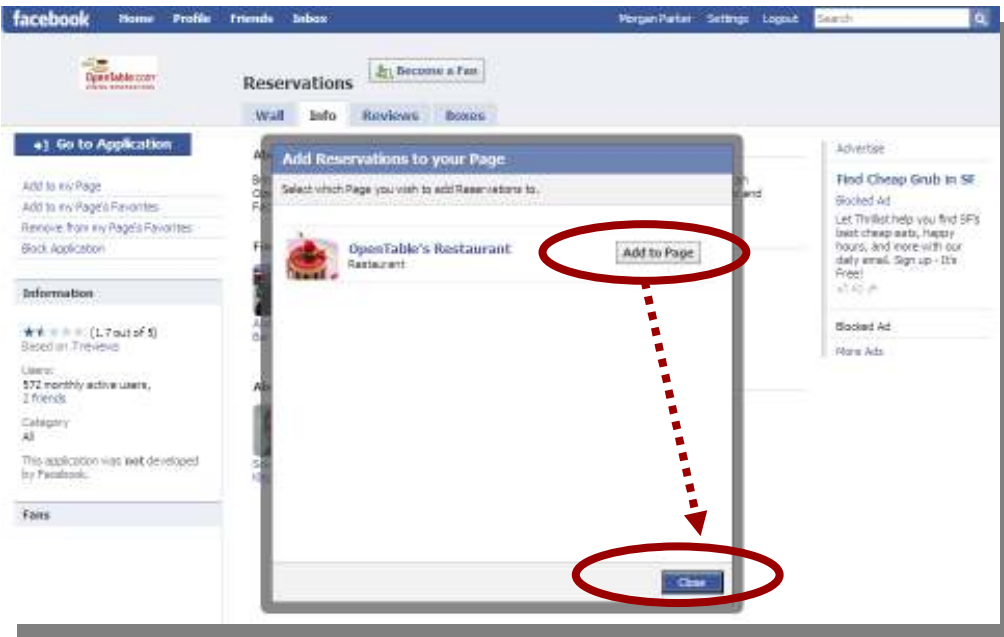 facebook Home Profile Friends Inbox Morgan Parker Settings Logout Search
OpenTable.com
Reservations
Become a Fan
Wall Info Reviews Boxes
Go to Application
Add to my Page
Add to my Page's Favorites
Remove from my Page's Favorites
Block Application
Information
(1.7 out of 5)
Based on 7 reviews
Users:
572 monthly active users,
2 friends
Category
All
This application was not developed
by Facebook.
Fans
Add Reservations to your Page
Select which Page you wish to add Reservations to.
OpenTable's Restaurant
Restaurant
Add to Page
Close
Advertise
Find Cheap Grub in SF
Blocked Ad
Let Thrillist help you find SF's
best cheap eats, happy
hours, and more with our
daily email. Sign up - It's
Free!
Blocked Ad
More Ads